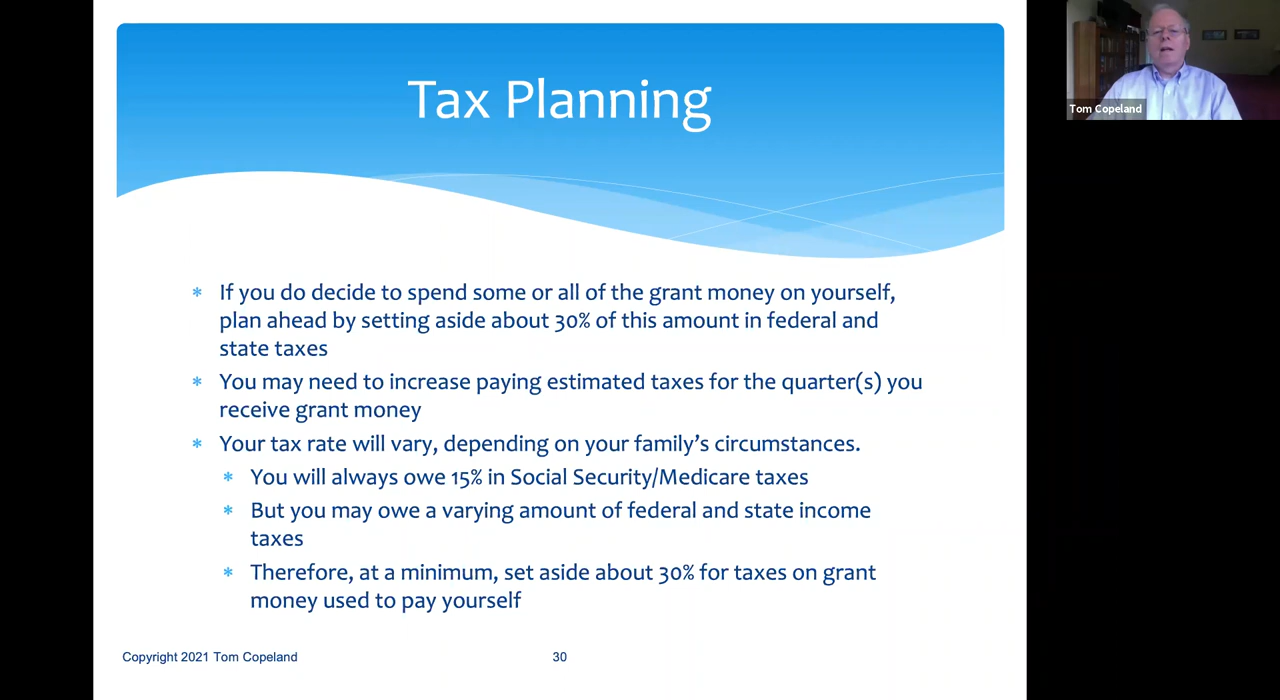 Tax Planning
* If you do decide to spend some or all of the grant money on yourself,
plan ahead by setting aside about 30% of this amount in federal and
state taxes
* You may need to increase paying estimated taxes for the quarter(s) you
receive grant money
* Your tax rate will vary, depending on your family's circumstances.
* You will always owe 15% in Social Security/Medicare taxes
* But you may owe a varying amount of federal and state income
taxes
* Therefore, at a minimum, set aside about 30% for taxes on grant
money used to pay yourself
Copyright 2021 Tom Copeland
30
Tom Copeland